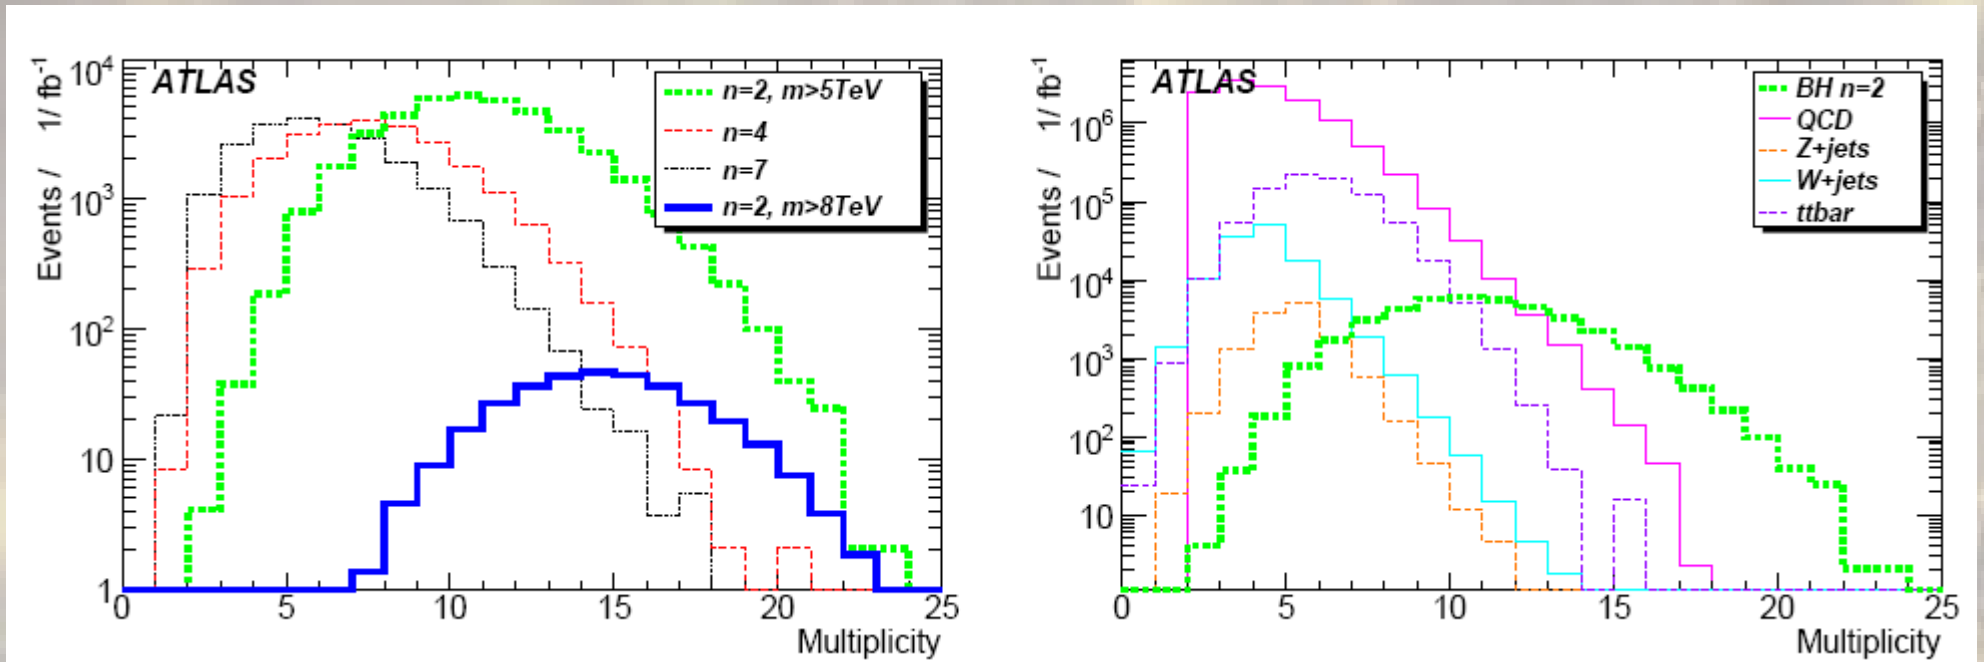 ATLAS
Events / 1/ fb⁻¹
10⁴
10³
10²
10
1
n=2, m>5TeV
n=4
n=7
n=2, m>8TeV
0 5 10 15 20 25
Multiplicity
ATLAS
Events / 1/ fb⁻¹
10⁶
10⁵
10⁴
10³
10²
10
BH n=2
QCD
Z+jets
W+jets
ttbar
0 5 10 15 20 25
Multiplicity